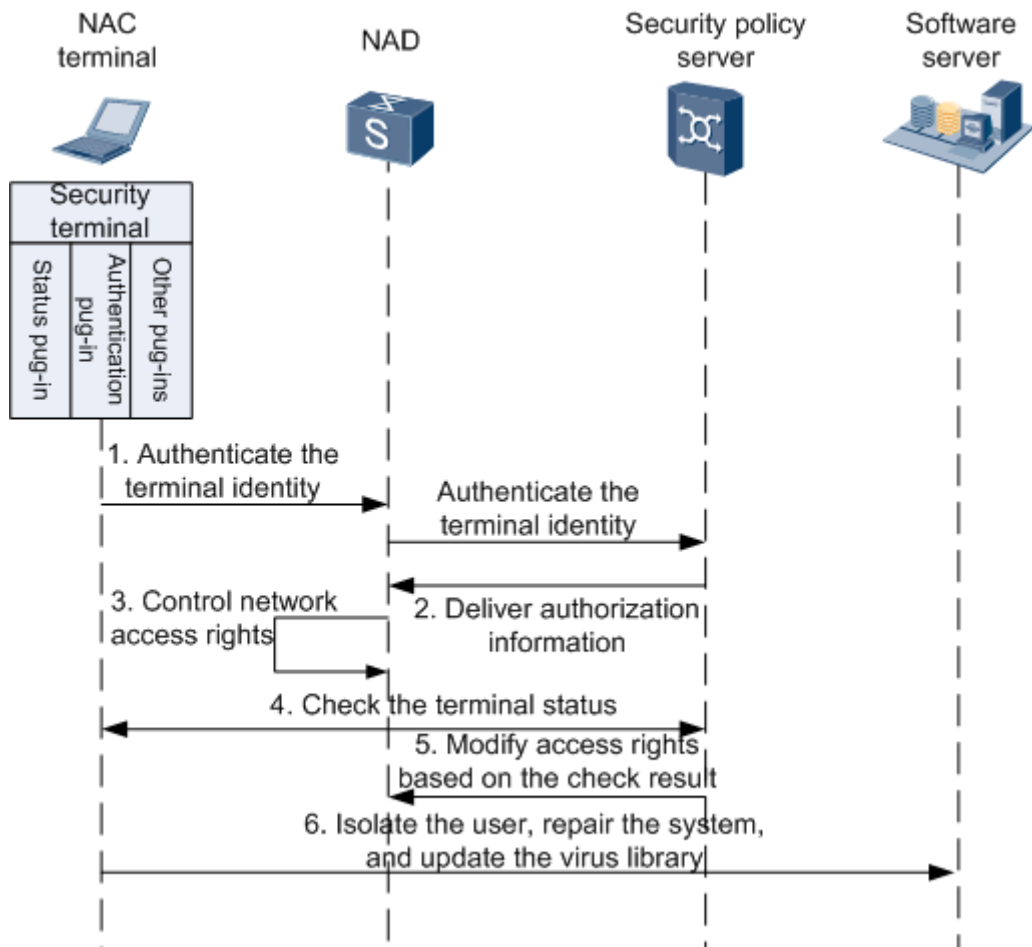 NAC
terminal
NAD
Security policy
server
Software
server
S
Security
terminal
Status pug-in
Authentication
pug-in
Other pug-ins
1. Authenticate the
terminal identity
Authenticate the
terminal identity
2. Deliver authorization
information
3. Control network
access rights
4. Check the terminal status
5. Modify access rights
based on the check result
6. Isolate the user, repair the system,
and update the virus library